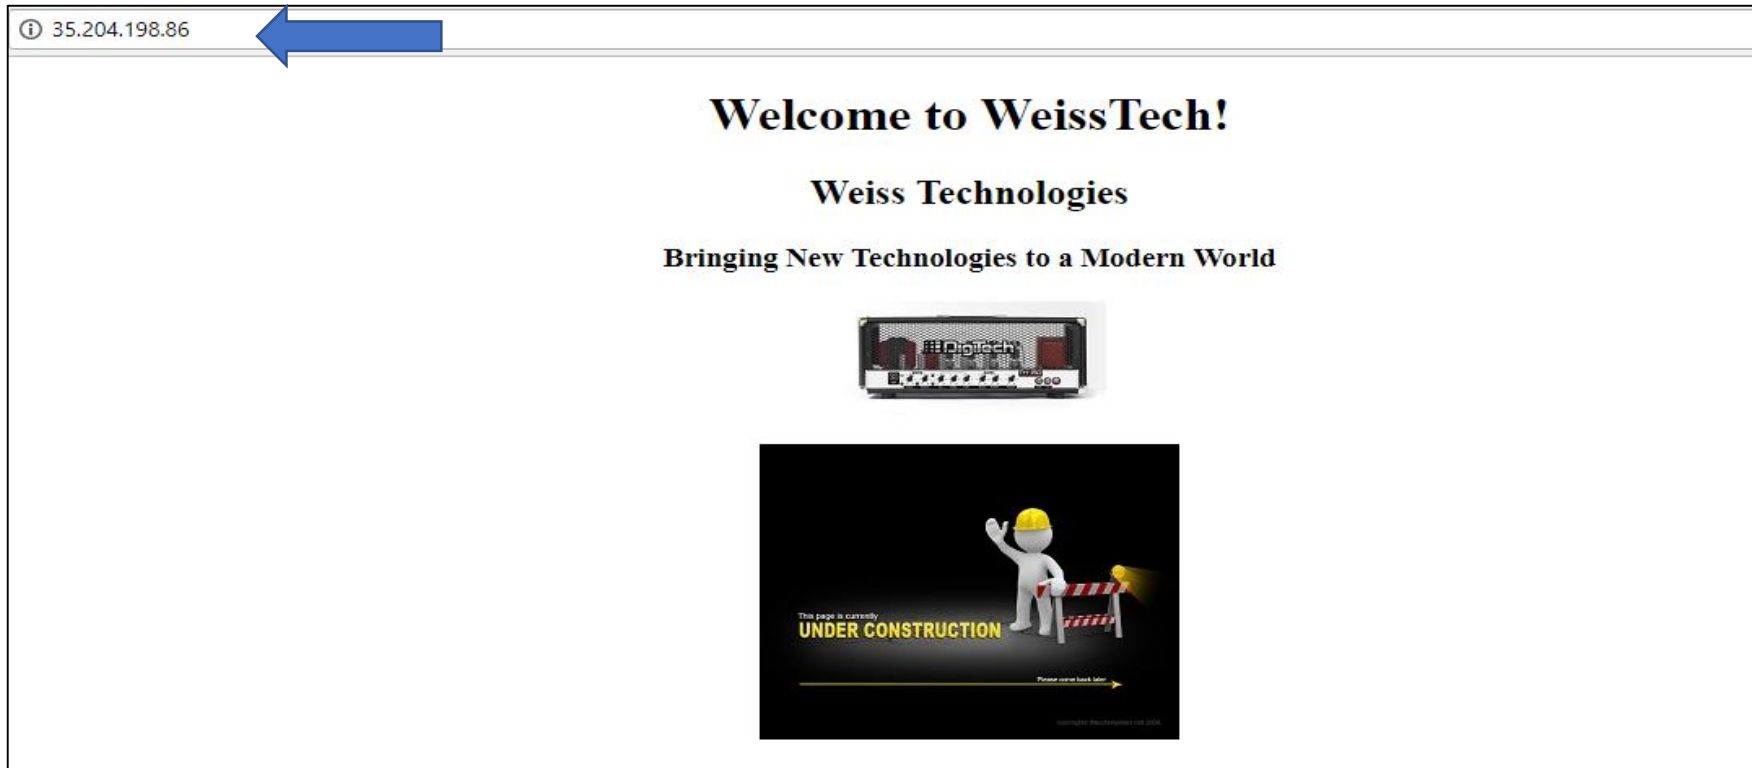 35.204.198.86
Welcome to WeissTech!
Weiss Technologies
Bringing New Technologies to a Modern World
DigiTech
This page is currently
UNDER CONSTRUCTION
Please come back later